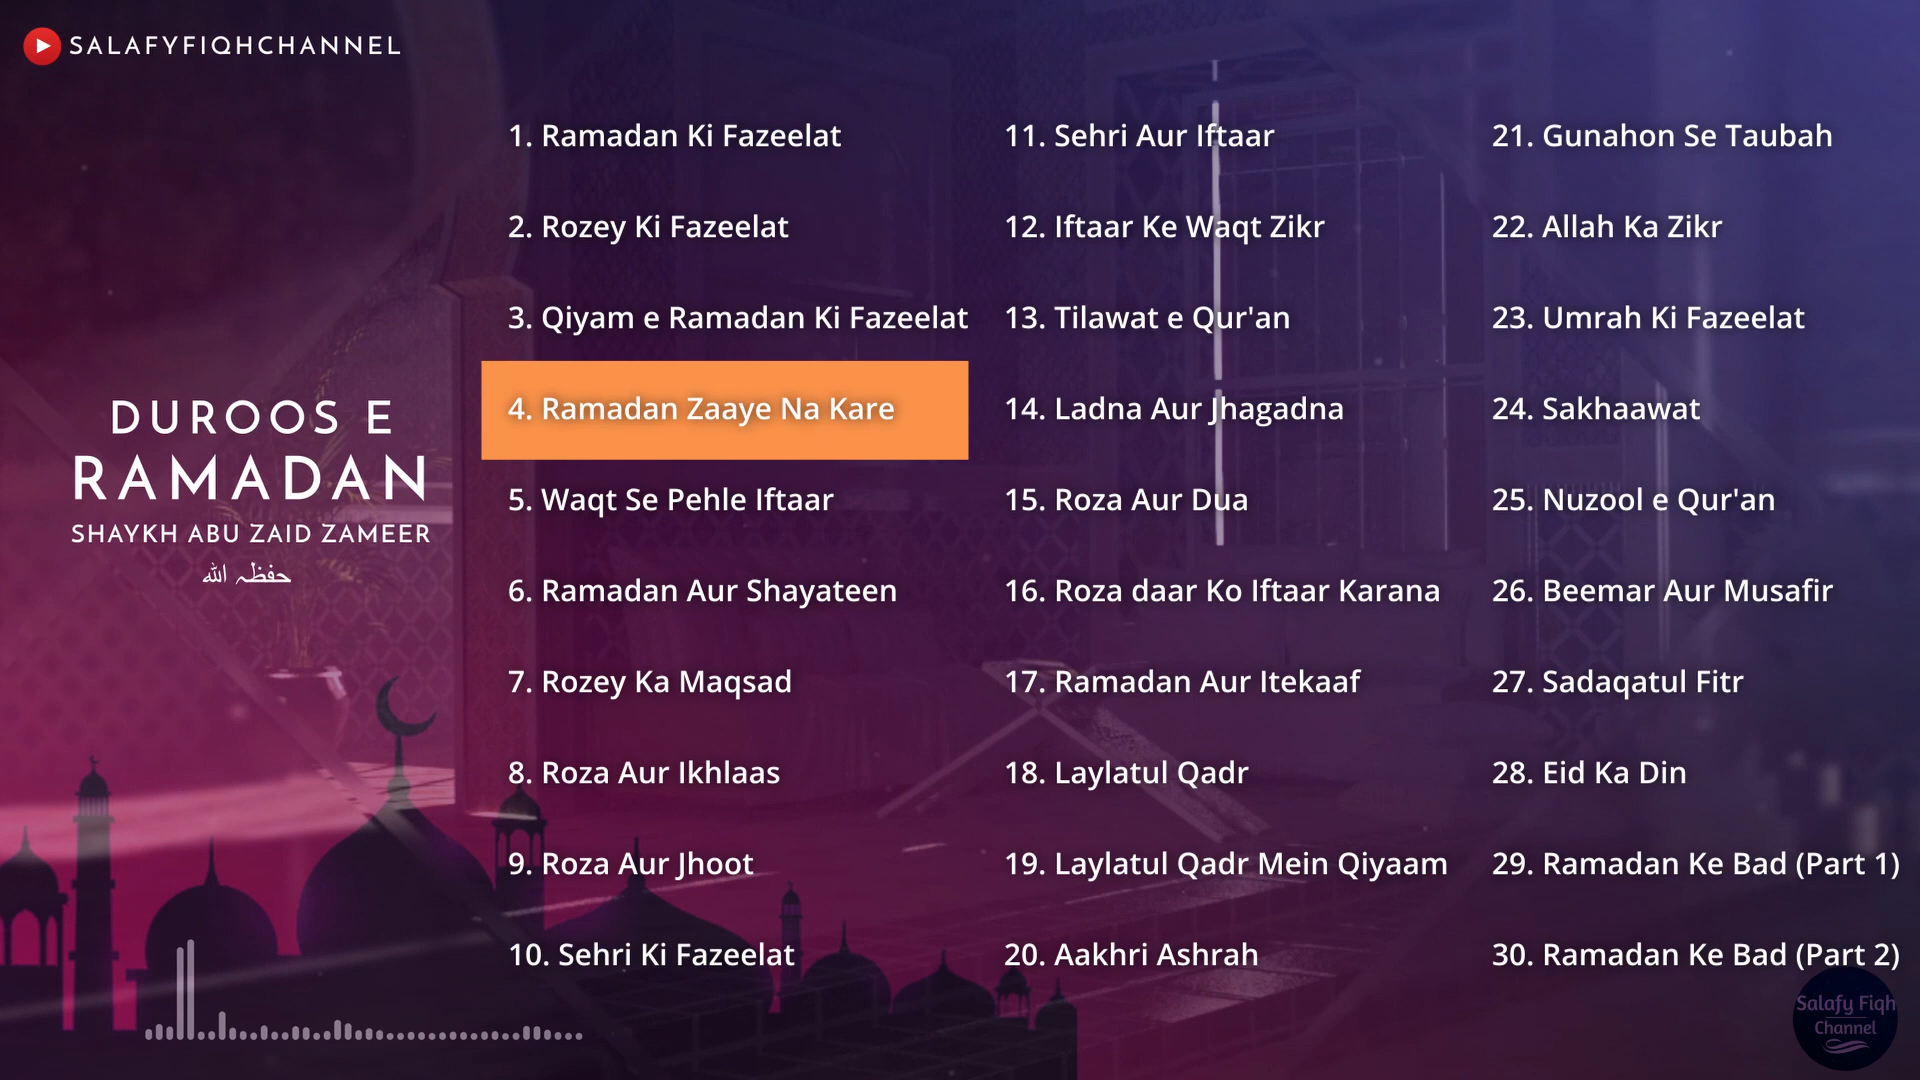 SALAFYFIQHCHANNEL
DUROOS E
RAMADAN
SHAYKH ABU ZAID ZAMEER
حفظہ اللہ
1. Ramadan Ki Fazeelat
2. Rozey Ki Fazeelat
3. Qiyam e Ramadan Ki Fazeelat
4. Ramadan Zaaye Na Kare
5. Waqt Se Pehle Iftaar
6. Ramadan Aur Shayateen
7. Rozey Ka Maqsad
8. Roza Aur Ikhlaas
9. Roza Aur Jhoot
10. Sehri Ki Fazeelat
11. Sehri Aur Iftaar
12. Iftaar Ke Waqt Zikr
13. Tilawat e Qur'an
14. Ladna Aur Jhagadna
15. Roza Aur Dua
16. Roza daar Ko Iftaar Karana
17. Ramadan Aur Itekaaf
18. Laylatul Qadr
19. Laylatul Qadr Mein Qiyaam
20. Aakhri Ashrah
21. Gunahon Se Taubah
22. Allah Ka Zikr
23. Umrah Ki Fazeelat
24. Sakhaawat
25. Nuzool e Qur'an
26. Beemar Aur Musafir
27. Sadaqatul Fitr
28. Eid Ka Din
29. Ramadan Ke Bad (Part 1)
30. Ramadan Ke Bad (Part 2)
Salafy Fiqh
Channel